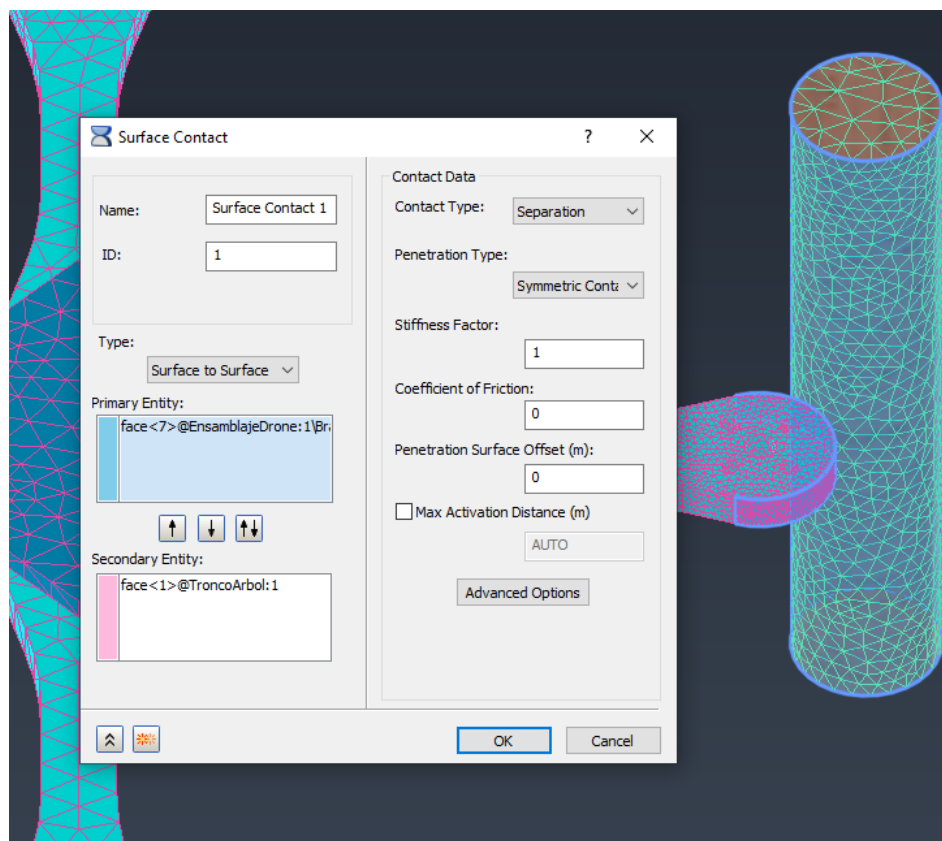 Surface Contact
?
Name:
Surface Contact 1
ID:
1
Type:
Surface to Surface
Primary Entity:
face<7>@EnsamblajeDrone:1\Bra
Secondary Entity:
face<1>@TroncoArbol:1
Contact Data
Contact Type:
Separation
Penetration Type:
Symmetric Conta
Stiffness Factor:
1
Coefficient of Friction:
0
Penetration Surface Offset (m):
0
Max Activation Distance (m)
AUTO
Advanced Options
OK
Cancel